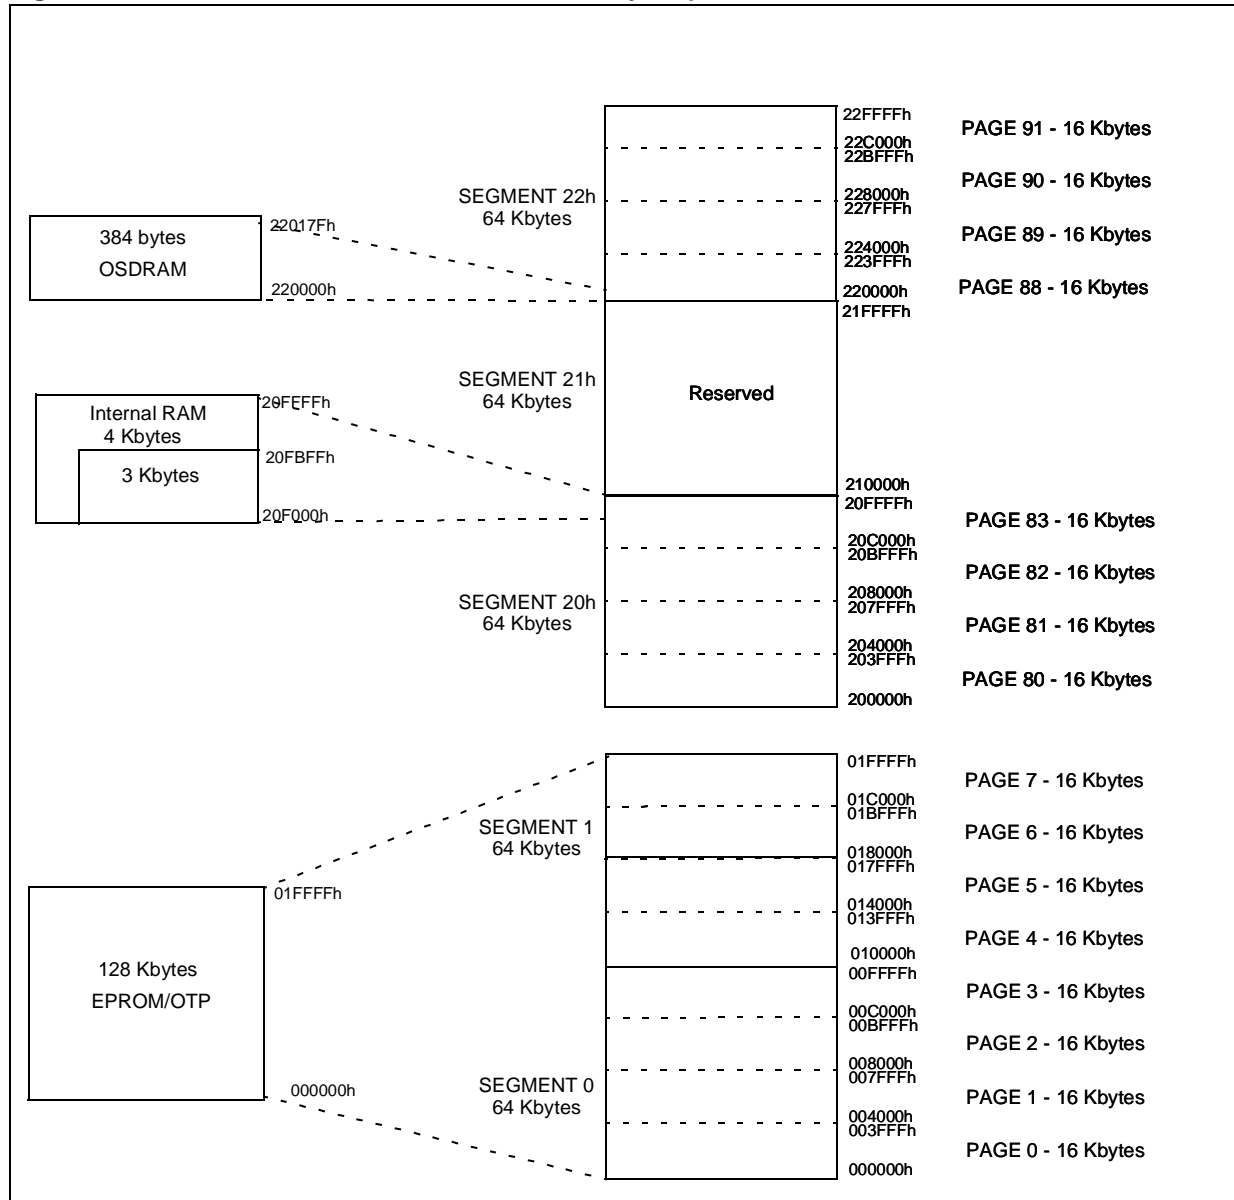 22FFFFh
PAGE 91 - 16 Kbytes
22C000h
22BFFFh
PAGE 90 - 16 Kbytes
SEGMENT 22h
64 Kbytes
228000h
227FFFh
384 bytes
OSDRAM
22017Fh
PAGE 89 - 16 Kbytes
224000h
223FFFh
220000h
220000h
PAGE 88 - 16 Kbytes
21FFFFh
SEGMENT 21h
64 Kbytes
Reserved
Internal RAM
4 Kbytes
20FFFFh
3 Kbytes
20FBFFh
20F000h
210000h
20FFFFh
PAGE 83 - 16 Kbytes
20C000h
20BFFFh
PAGE 82 - 16 Kbytes
SEGMENT 20h
64 Kbytes
208000h
207FFFh
PAGE 81 - 16 Kbytes
204000h
203FFFh
PAGE 80 - 16 Kbytes
200000h
01FFFFh
PAGE 7 - 16 Kbytes
01C000h
01BFFFh
SEGMENT 1
64 Kbytes
PAGE 6 - 16 Kbytes
018000h
017FFFh
01FFFFh
PAGE 5 - 16 Kbytes
014000h
013FFFh
PAGE 4 - 16 Kbytes
010000h
00FFFFh
128 Kbytes
EPROM/OTP
PAGE 3 - 16 Kbytes
00C000h
00BFFFh
PAGE 2 - 16 Kbytes
008000h
007FFFh
000000h
SEGMENT 0
64 Kbytes
PAGE 1 - 16 Kbytes
004000h
003FFFh
PAGE 0 - 16 Kbytes
000000h